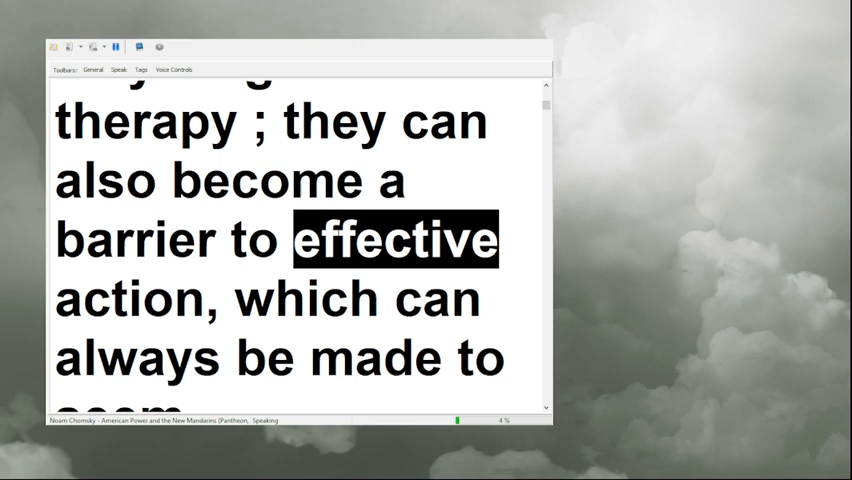 Toolbars: General Speak Tags Voice Controls
therapy ; they can
also become a
barrier to effective
action, which can
always be made to
seem
Noam Chomsky - American Power and the New Mandarins (Pantheon, Speaking 4 %